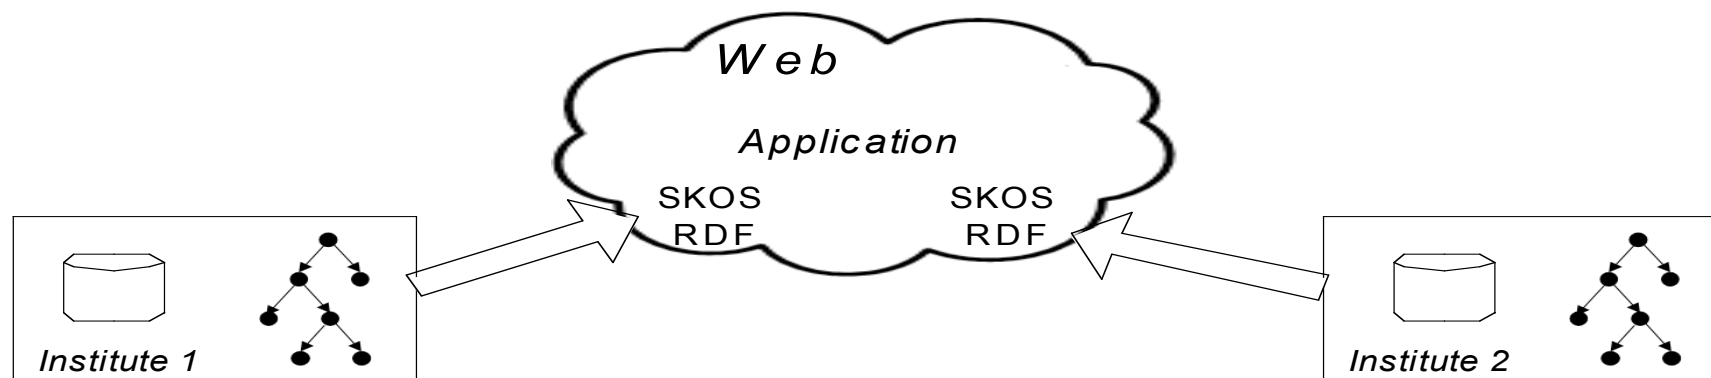 Web
Application
SKOS SKOS
RDF RDF
Institute 1 Institute 2